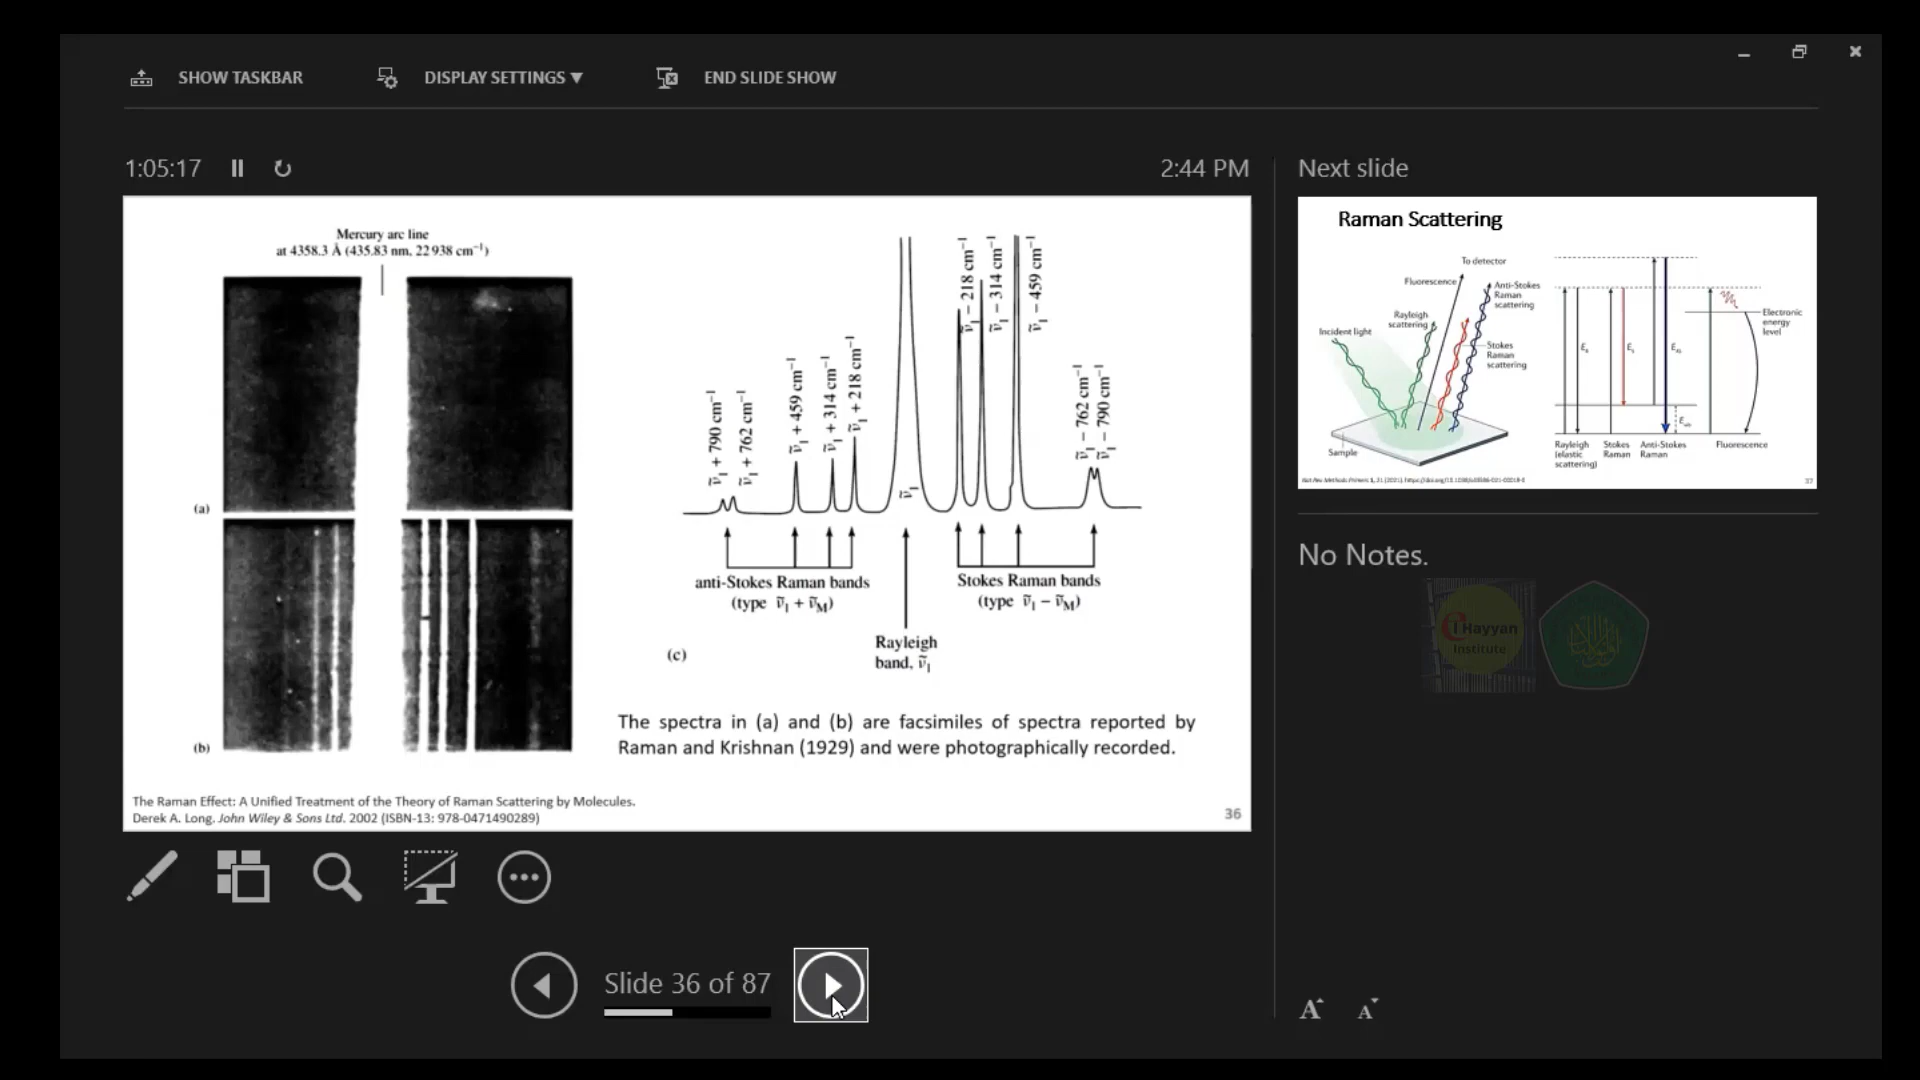 SHOW TASKBAR
DISPLAY SETTINGS ▼
END SLIDE SHOW
1:05:17
2:44 PM
Mercury arc line
at 4358.3 Å (435.83 nm, 22 938 cm⁻¹)
(a)
(b)
ν̃₁ + 790 cm⁻¹
ν̃₁ + 762 cm⁻¹
ν̃₁ + 459 cm⁻¹
ν̃₁ + 314 cm⁻¹
ν̃₁ + 218 cm⁻¹
ν̃₁
ν̃₁ − 218 cm⁻¹
ν̃₁ − 314 cm⁻¹
ν̃₁ − 459 cm⁻¹
ν̃₁ − 762 cm⁻¹
ν̃₁ − 790 cm⁻¹
anti-Stokes Raman bands
(type ν̃₁ + ν̃M)
Stokes Raman bands
(type ν̃₁ − ν̃M)
Rayleigh
band, ν̃₁
(c)
The spectra in (a) and (b) are facsimiles of spectra reported by
Raman and Krishnan (1929) and were photographically recorded.
The Raman Effect: A Unified Treatment of the Theory of Raman Scattering by Molecules.
Derek A. Long. John Wiley & Sons Ltd. 2002 (ISBN-13: 978-0471490289)
36
Slide 36 of 87
Next slide
Raman Scattering
To detector
Fluorescence
Anti-Stokes
Raman
scattering
Rayleigh
scattering
Incident light
Stokes
Raman
scattering
Sample
Electronic
energy
level
Rayleigh
(elastic
scattering)
Stokes
Raman
Anti-Stokes
Raman
Fluorescence
37
No Notes.
Hayyan
Institute
A
A